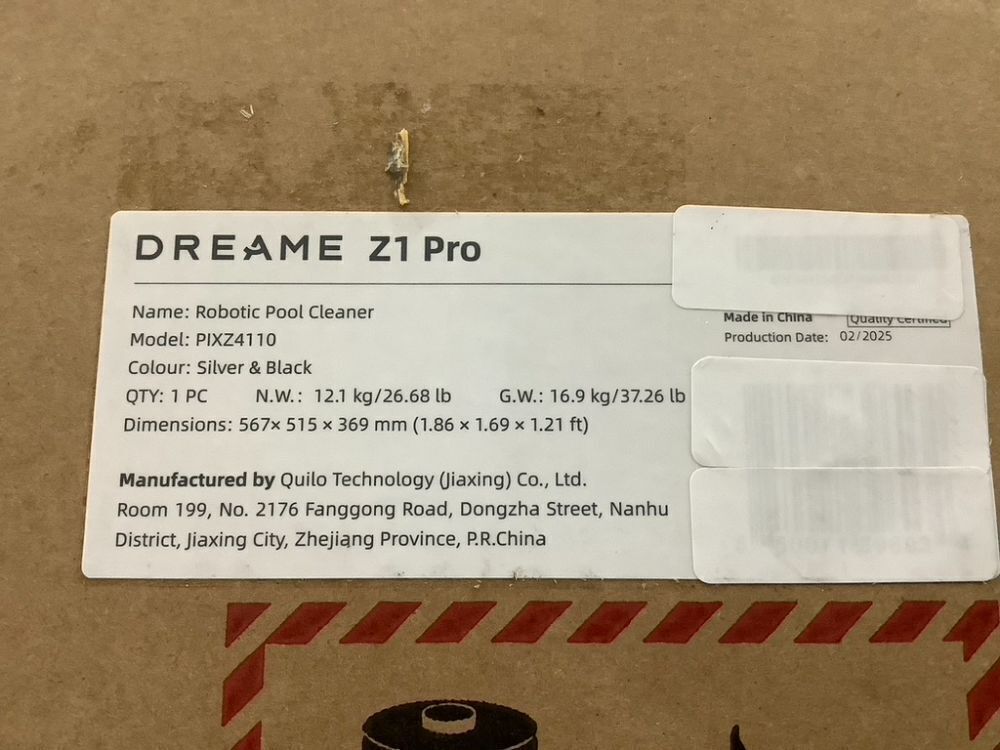 DREAME Z1 Pro
Name: Robotic Pool Cleaner
Model: PIXZ4110
Colour: Silver & Black
QTY: 1 PC N.W.: 12.1 kg/26.68 lb G.W.: 16.9 kg/37.26 lb
Dimensions: 567× 515 × 369 mm (1.86 × 1.69 × 1.21 ft)
Manufactured by Quilo Technology (Jiaxing) Co., Ltd.
Room 199, No. 2176 Fanggong Road, Dongzha Street, Nanhu
District, Jiaxing City, Zhejiang Province, P.R.China
Made in China Quality Certified
Production Date: 02/2025